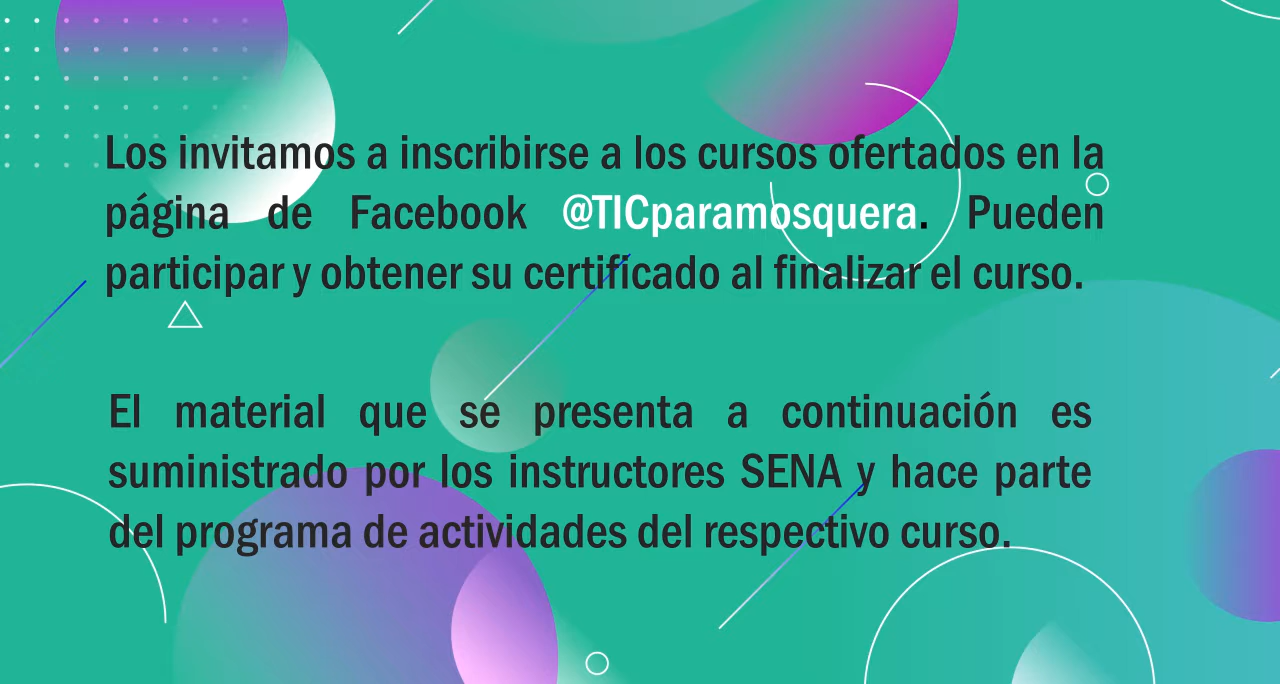 Los invitamos a inscribirse a los cursos ofertados en la
página de Facebook @TICparamosquera. Pueden
participar y obtener su certificado al finalizar el curso.
El material que se presenta a continuación es
suministrado por los instructores SENA y hace parte
del programa de actividades del respectivo curso.